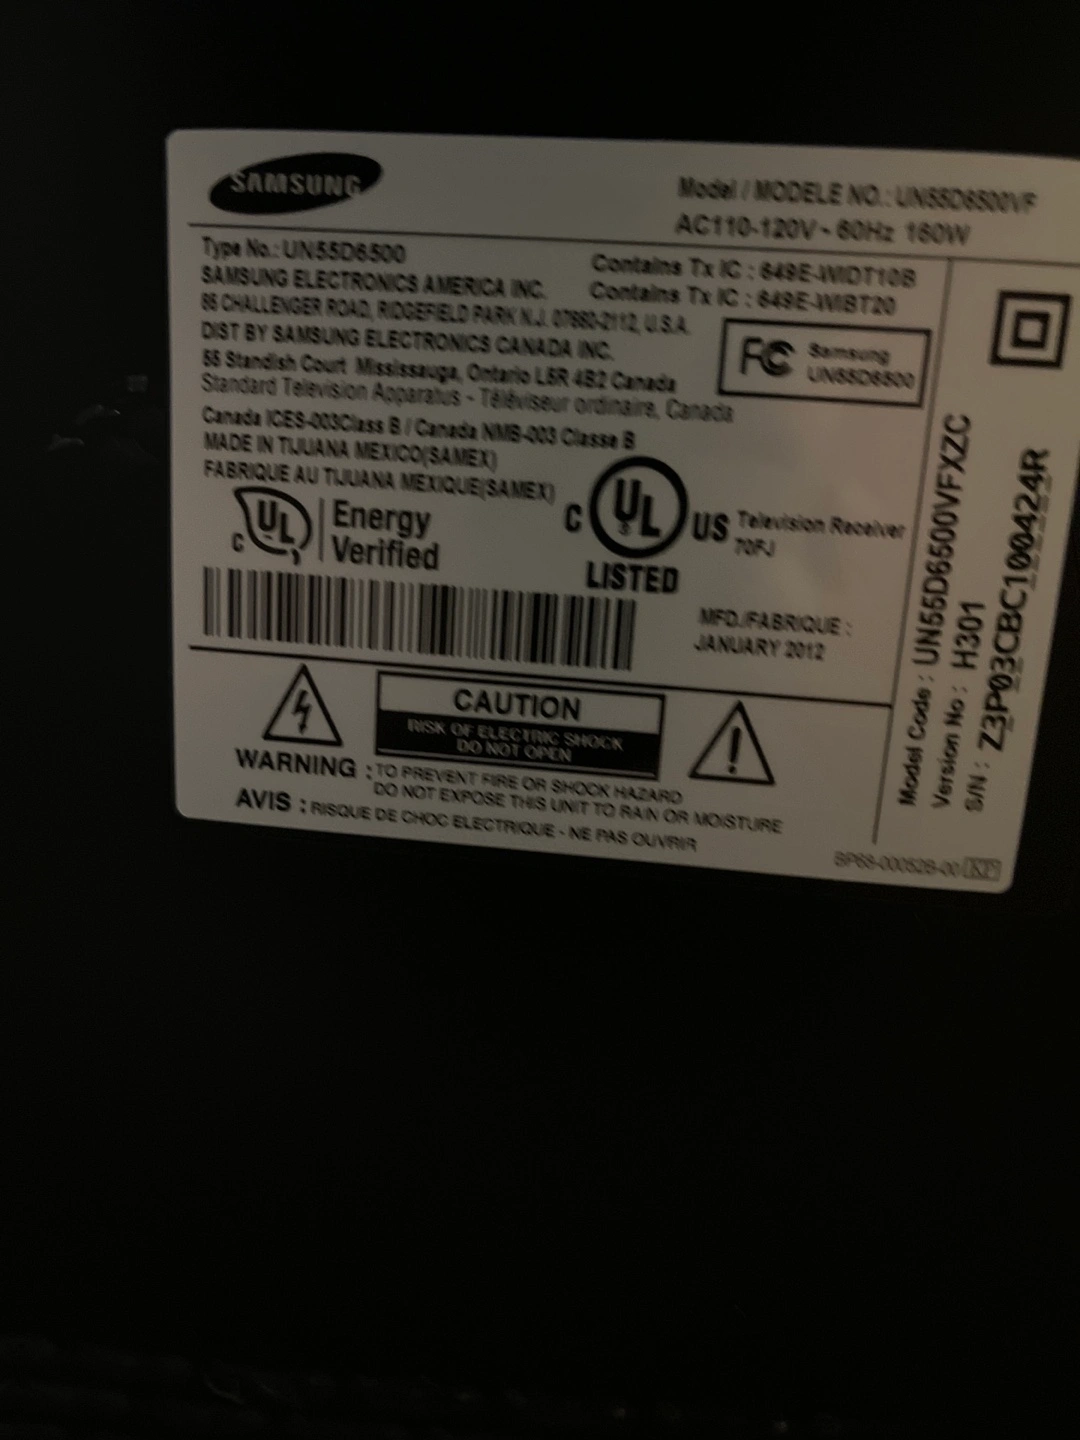 SAMSUNG
Model / MODELE NO.: UN55D6500VF
AC110-120V ~ 60Hz 160W
Type No.: UN55D6500
SAMSUNG ELECTRONICS AMERICA INC.
85 CHALLENGER ROAD, RIDGEFIELD PARK N.J. 07660-2112, U.S.A.
DIST BY SAMSUNG ELECTRONICS CANADA INC.
55 Standish Court Mississauga, Ontario L5R 4B2 Canada
Standard Television Apparatus - Téléviseur ordinaire, Canada
Canada ICES-003Class B / Canada NMB-003 Classe B
MADE IN TIJUANA MEXICO(SAMEX)
FABRIQUE AU TIJUANA MEXIQUE(SAMEX)
Contains Tx IC : 649E-WIDT10B
Contains Tx IC : 649E-WIBT20
FC Samsung
UN55D6500
C UL Energy
Verified
C UL US
LISTED
Television Receiver
70FJ
MFD./FABRIQUE :
JANUARY 2012
CAUTION
RISK OF ELECTRIC SHOCK
DO NOT OPEN
WARNING : TO PREVENT FIRE OR SHOCK HAZARD
DO NOT EXPOSE THIS UNIT TO RAIN OR MOISTURE
AVIS : RISQUE DE CHOC ELECTRIQUE - NE PAS OUVRIR
Model Code : UN55D6500VFXZC
Version No : H301
S/N : Z3P03CBC100424R